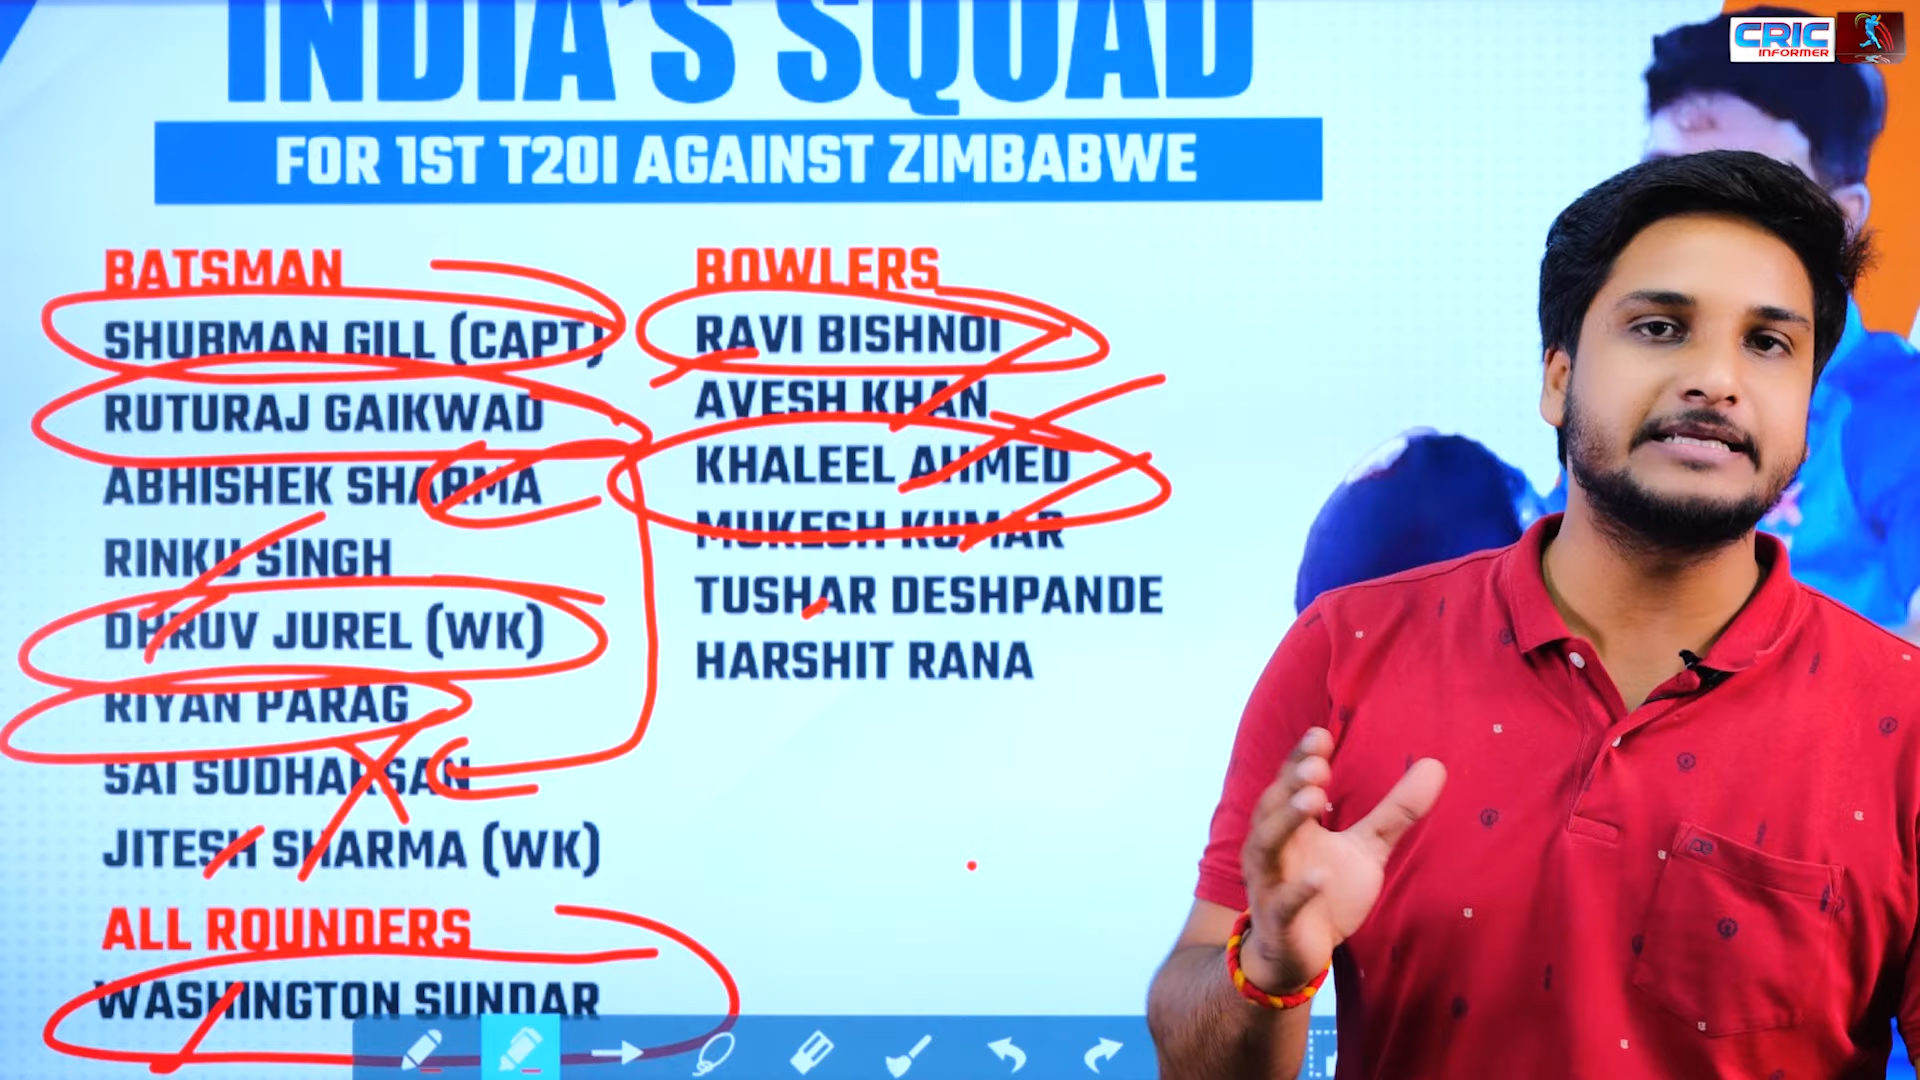 INDIA'S SQUAD
FOR 1ST T20I AGAINST ZIMBABWE
BATSMAN
SHUBMAN GILL (CAPT)
RUTURAJ GAIKWAD
ABHISHEK SHARMA
RINKU SINGH
DHRUV JUREL (WK)
RIYAN PARAG
SAI SUDHARSAN
JITESH SHARMA (WK)
ALL ROUNDERS
WASHINGTON SUNDAR
BOWLERS
RAVI BISHNOI
AVESH KHAN
KHALEEL AHMED
MUKESH KUMAR
TUSHAR DESHPANDE
HARSHIT RANA
CRIC
INFORMER